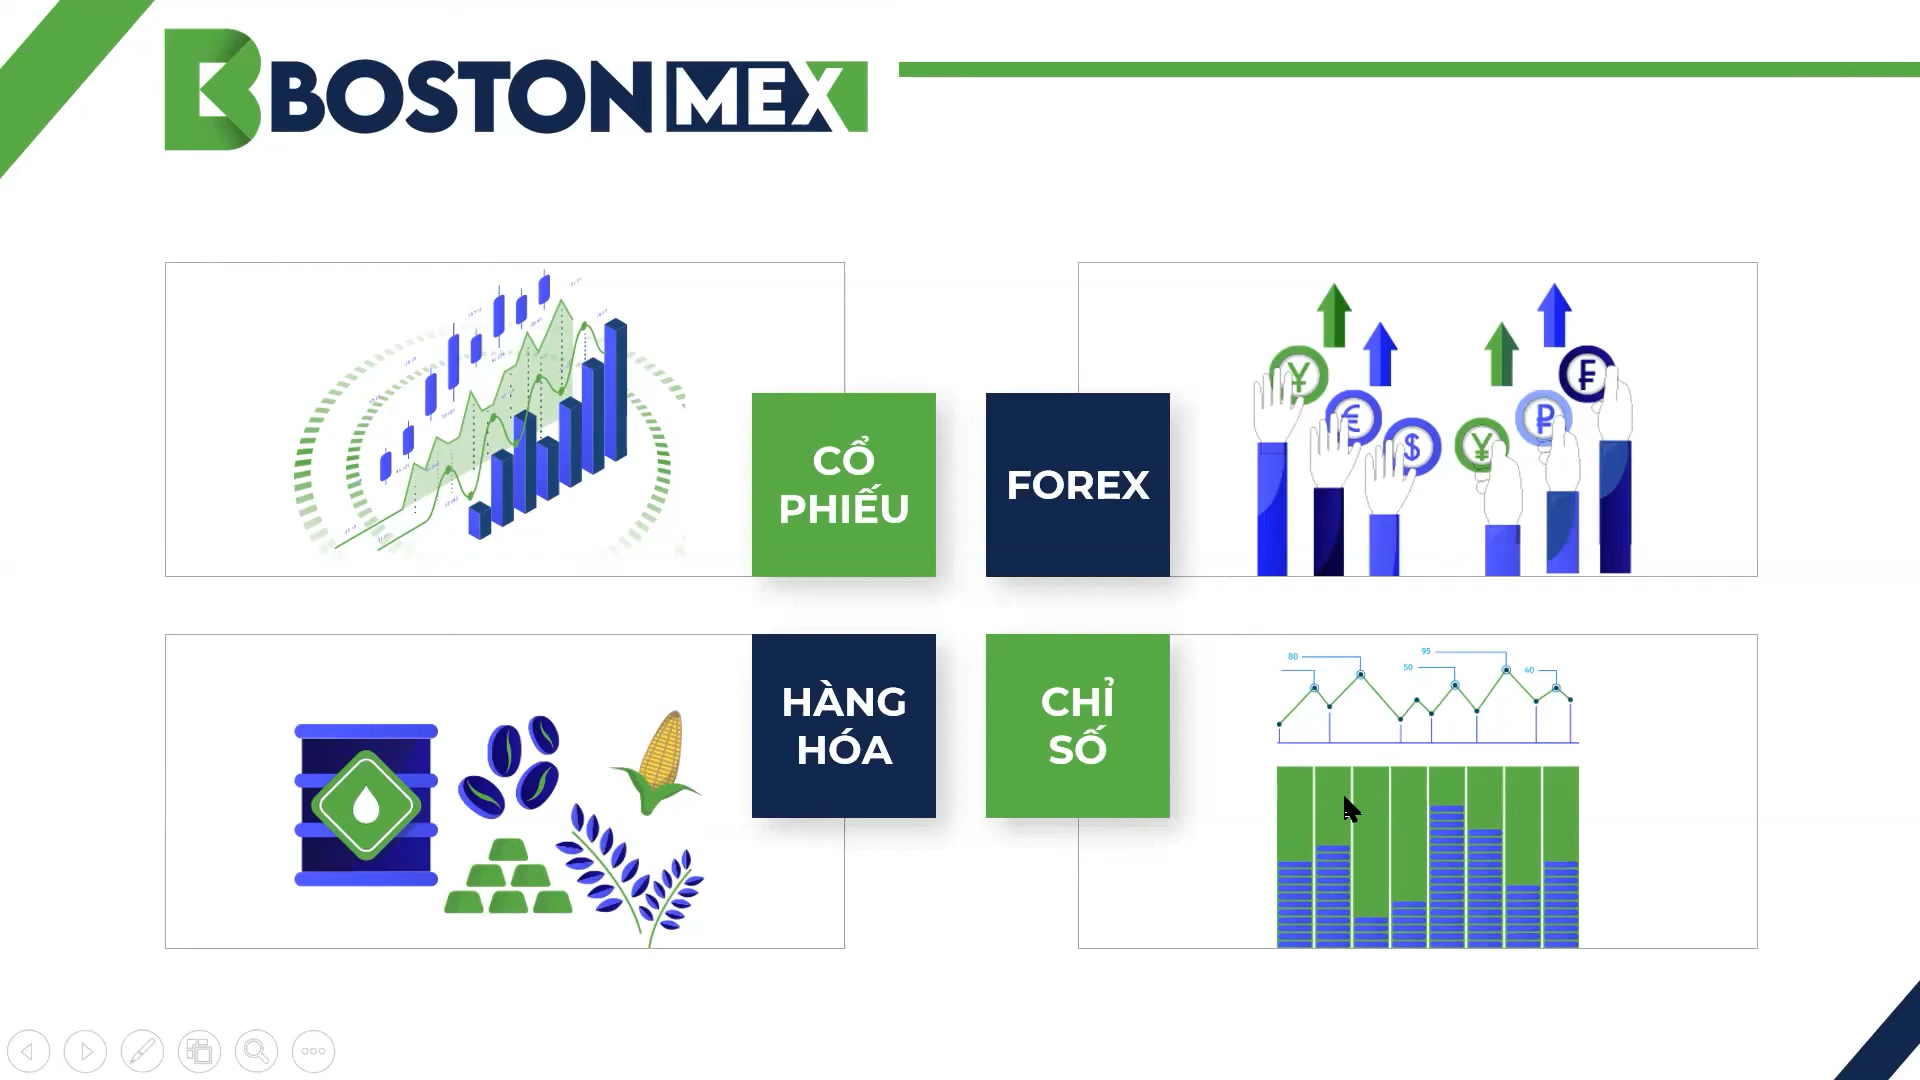 BOSTON MEX
CỔ
PHIẾU
FOREX
HÀNG
HÓA
CHỈ
SỐ
80
95
50
40